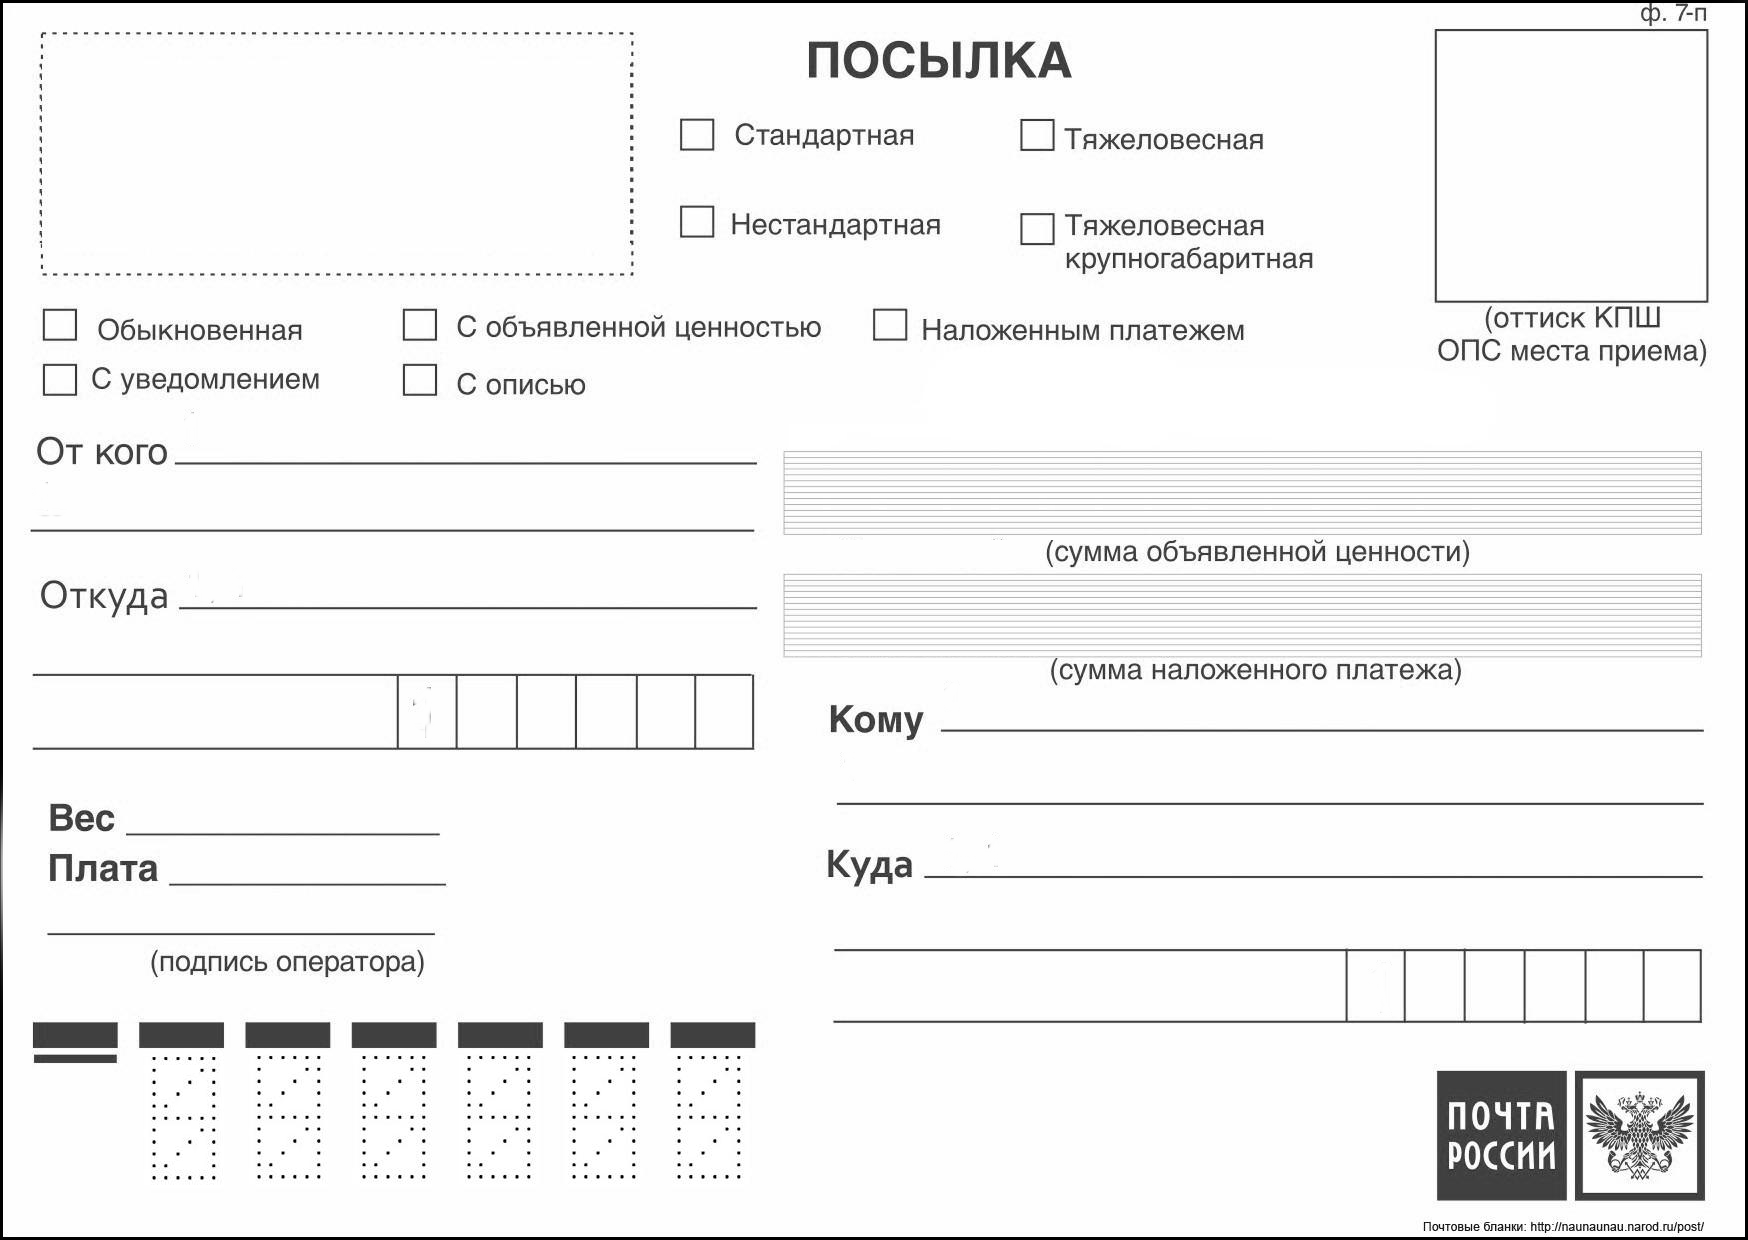 ф. 7-п
ПОСЫЛКА
Стандартная
Тяжеловесная
Нестандартная
Тяжеловесная
крупногабаритная
(оттиск КПШ
ОПС места приема)
Обыкновенная
С объявленной ценностью
Наложенным платежем
С уведомлением
С описью
От кого
(сумма объявленной ценности)
Откуда
(сумма наложенного платежа)
Кому
Вес
Плата
Куда
(подпись оператора)
ПОЧТА
РОССИИ
Почтовые бланки: http://naunaunau.narod.ru/post/